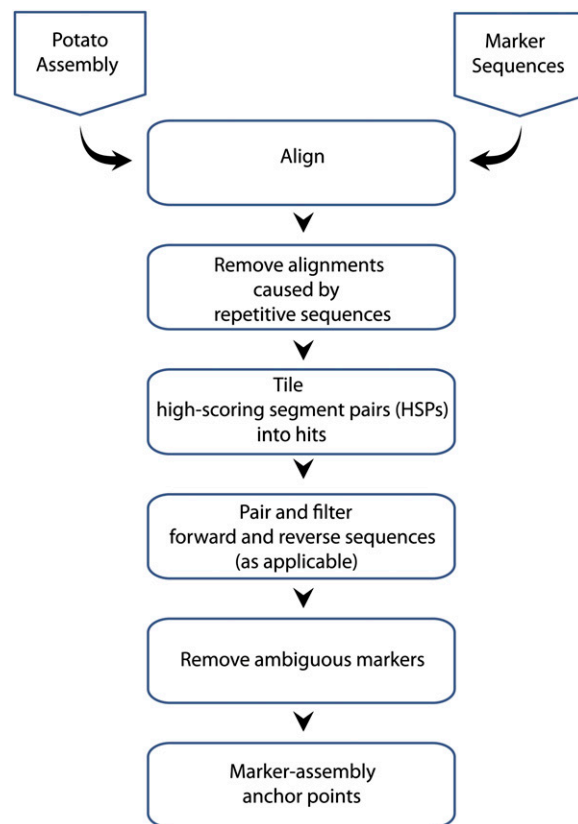 Potato
Assembly
Marker
Sequences
Align
Remove alignments
caused by
repetitive sequences
Tile
high-scoring segment pairs (HSPs)
into hits
Pair and filter
forward and reverse sequences
(as applicable)
Remove ambiguous markers
Marker-assembly
anchor points